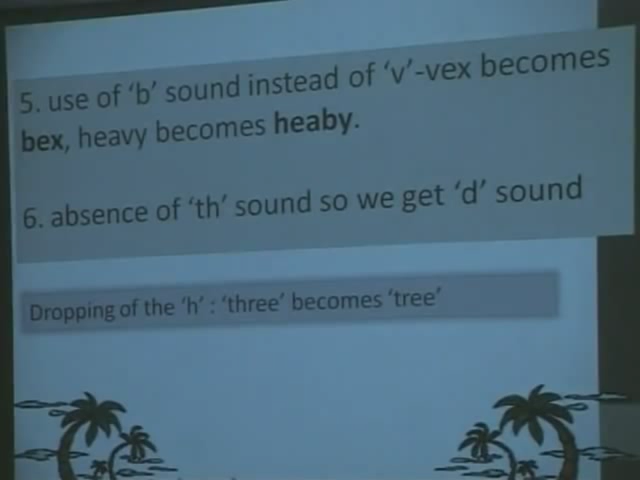 5. use of ‘b’ sound instead of ‘v’-vex becomes
bex, heavy becomes heaby.
6. absence of ‘th’ sound so we get ‘d’ sound
Dropping of the ‘h’ : ‘three’ becomes ‘tree’